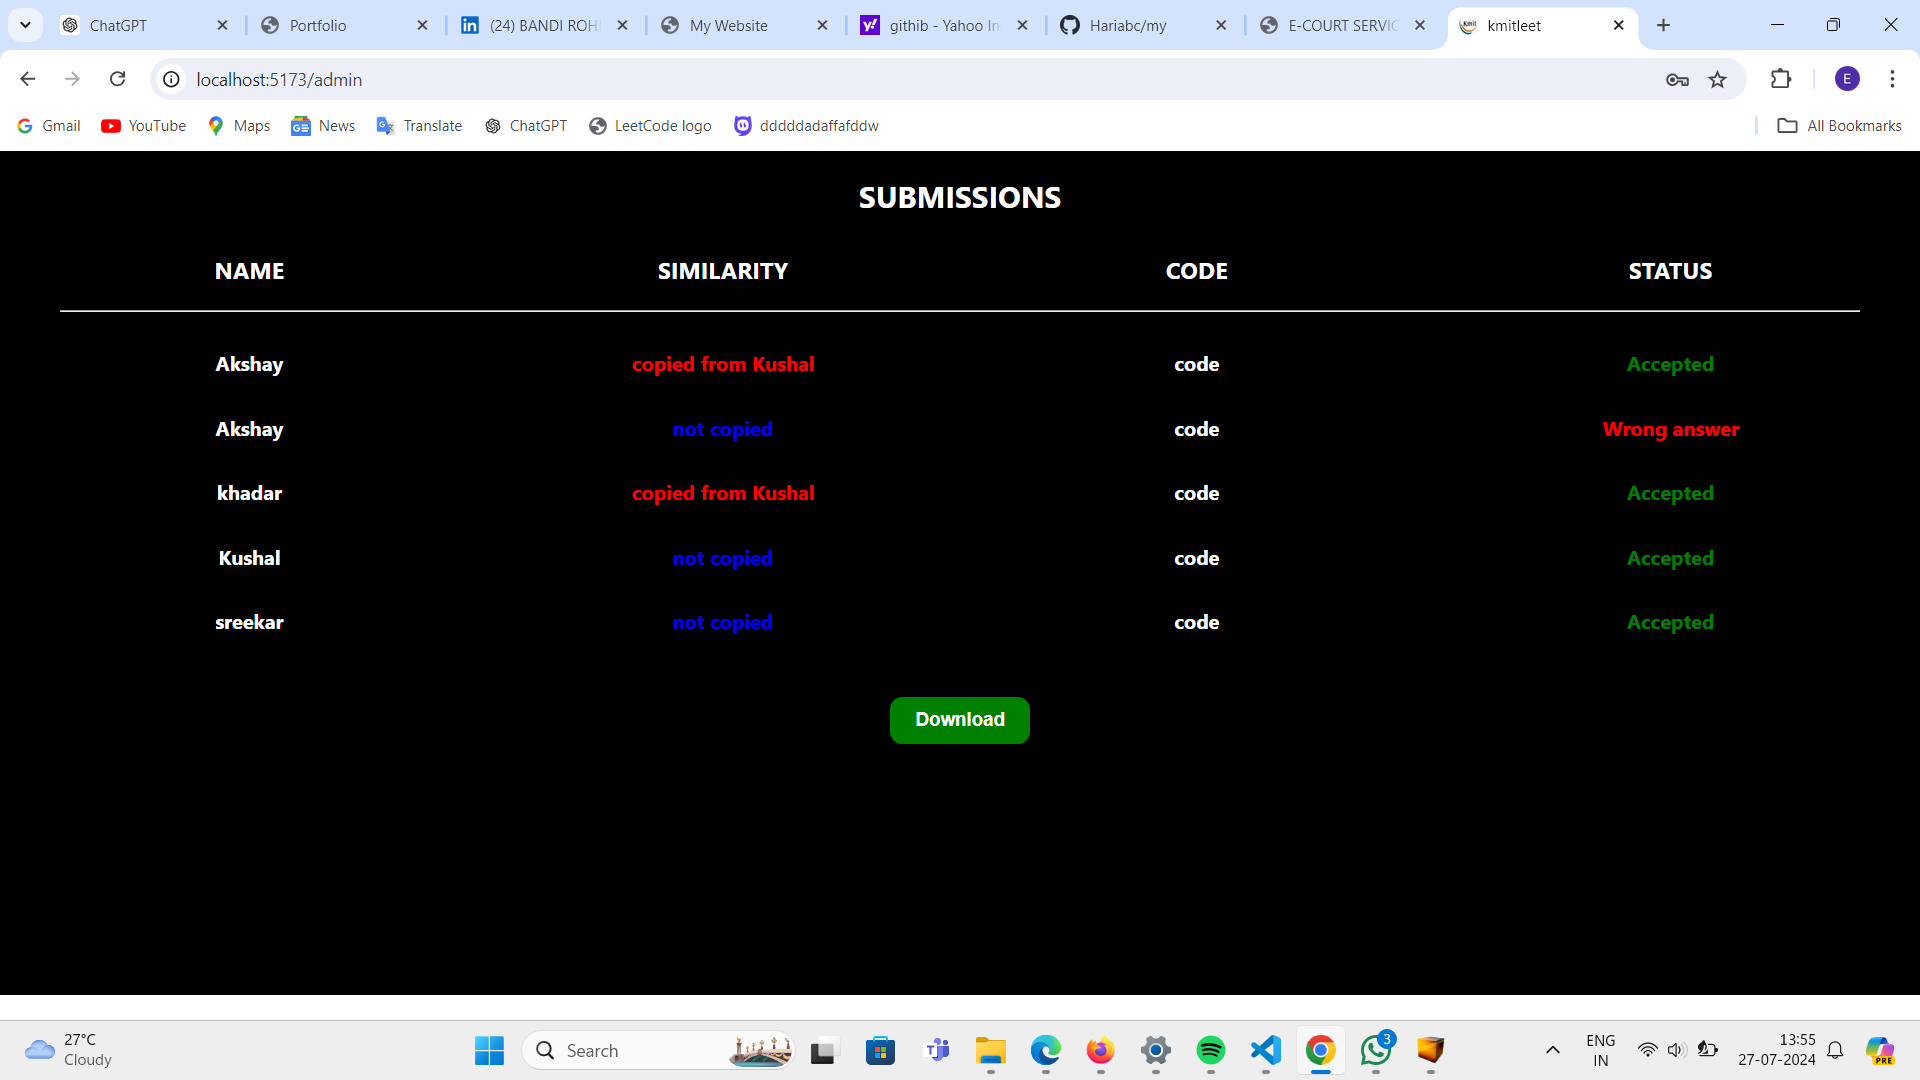 ChatGPT Portfolio (24) BANDI ROH My Website githib - Yahoo In Hariabc/my E-COURT SERVIC kmitleet
localhost:5173/admin E
Gmail YouTube Maps News Translate ChatGPT LeetCode logo dddddadaffafddw All Bookmarks
SUBMISSIONS
NAME SIMILARITY CODE STATUS
Akshay copied from Kushal code Accepted
Akshay not copied code Wrong answer
khadar copied from Kushal code Accepted
Kushal not copied code Accepted
sreekar not copied code Accepted
Download
27°C ENG 13:55
Cloudy Search 3 IN 27-07-2024 PRE